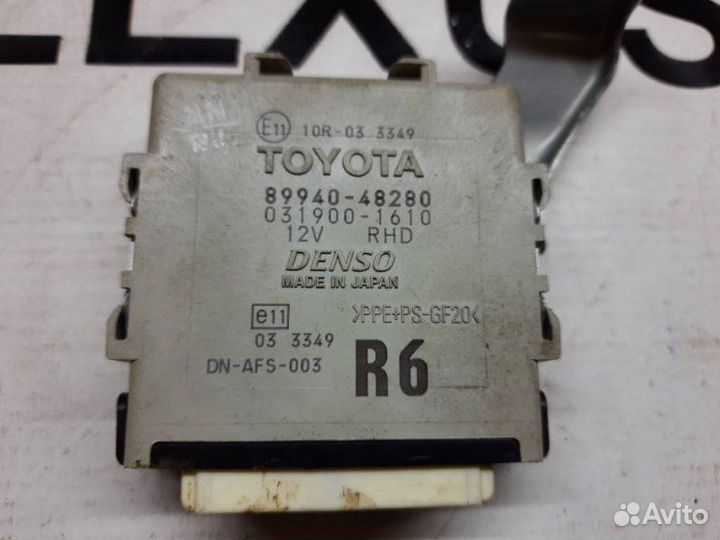 LEXUS
E11 10R-03 3349
TOYOTA
89940-48280
031900-1610
12V RHD
DENSO
MADE IN JAPAN
e11 >PPE+PS-GF20<
03 3349
DN-AFS-003 R6
Avito